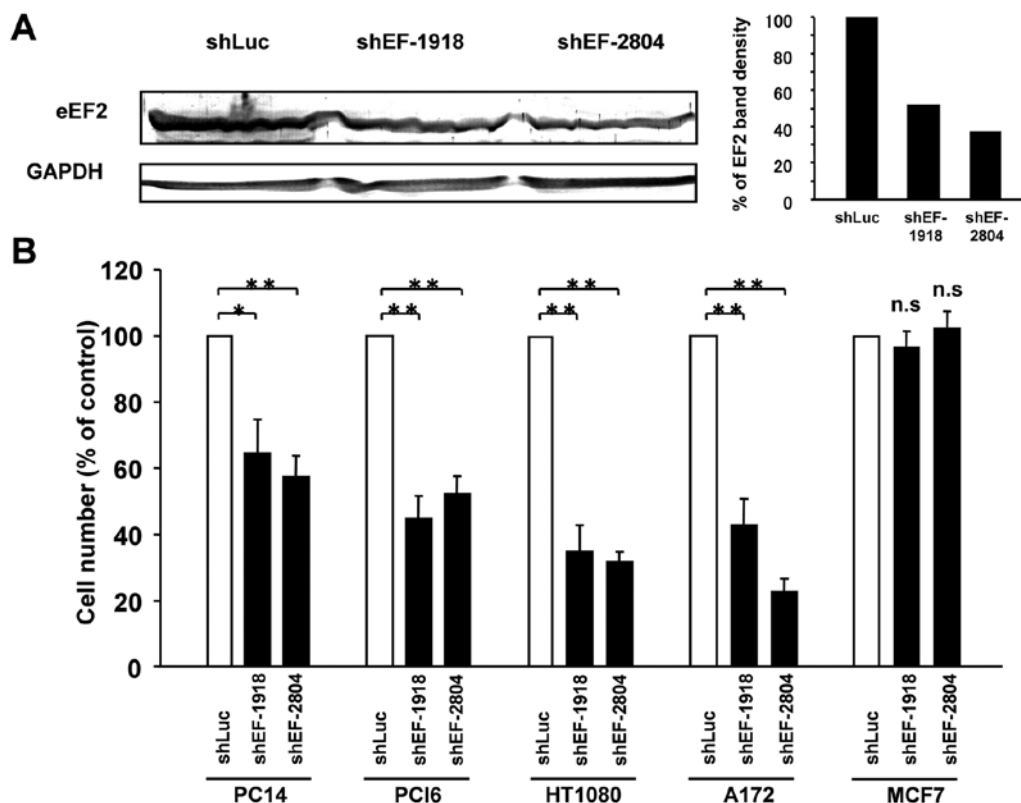 A
shLuc shEF-1918 shEF-2804
eEF2
GAPDH
% of EF2 band density
100
80
60
40
20
0
shLuc shEF-1918 shEF-2804
B
Cell number (% of control)
120
100
80
60
40
20
0
** * ** ** ** ** ** ** n.s n.s
shLuc shEF-1918 shEF-2804 shLuc shEF-1918 shEF-2804 shLuc shEF-1918 shEF-2804 shLuc shEF-1918 shEF-2804 shLuc shEF-1918 shEF-2804
PC14 PCI6 HT1080 A172 MCF7